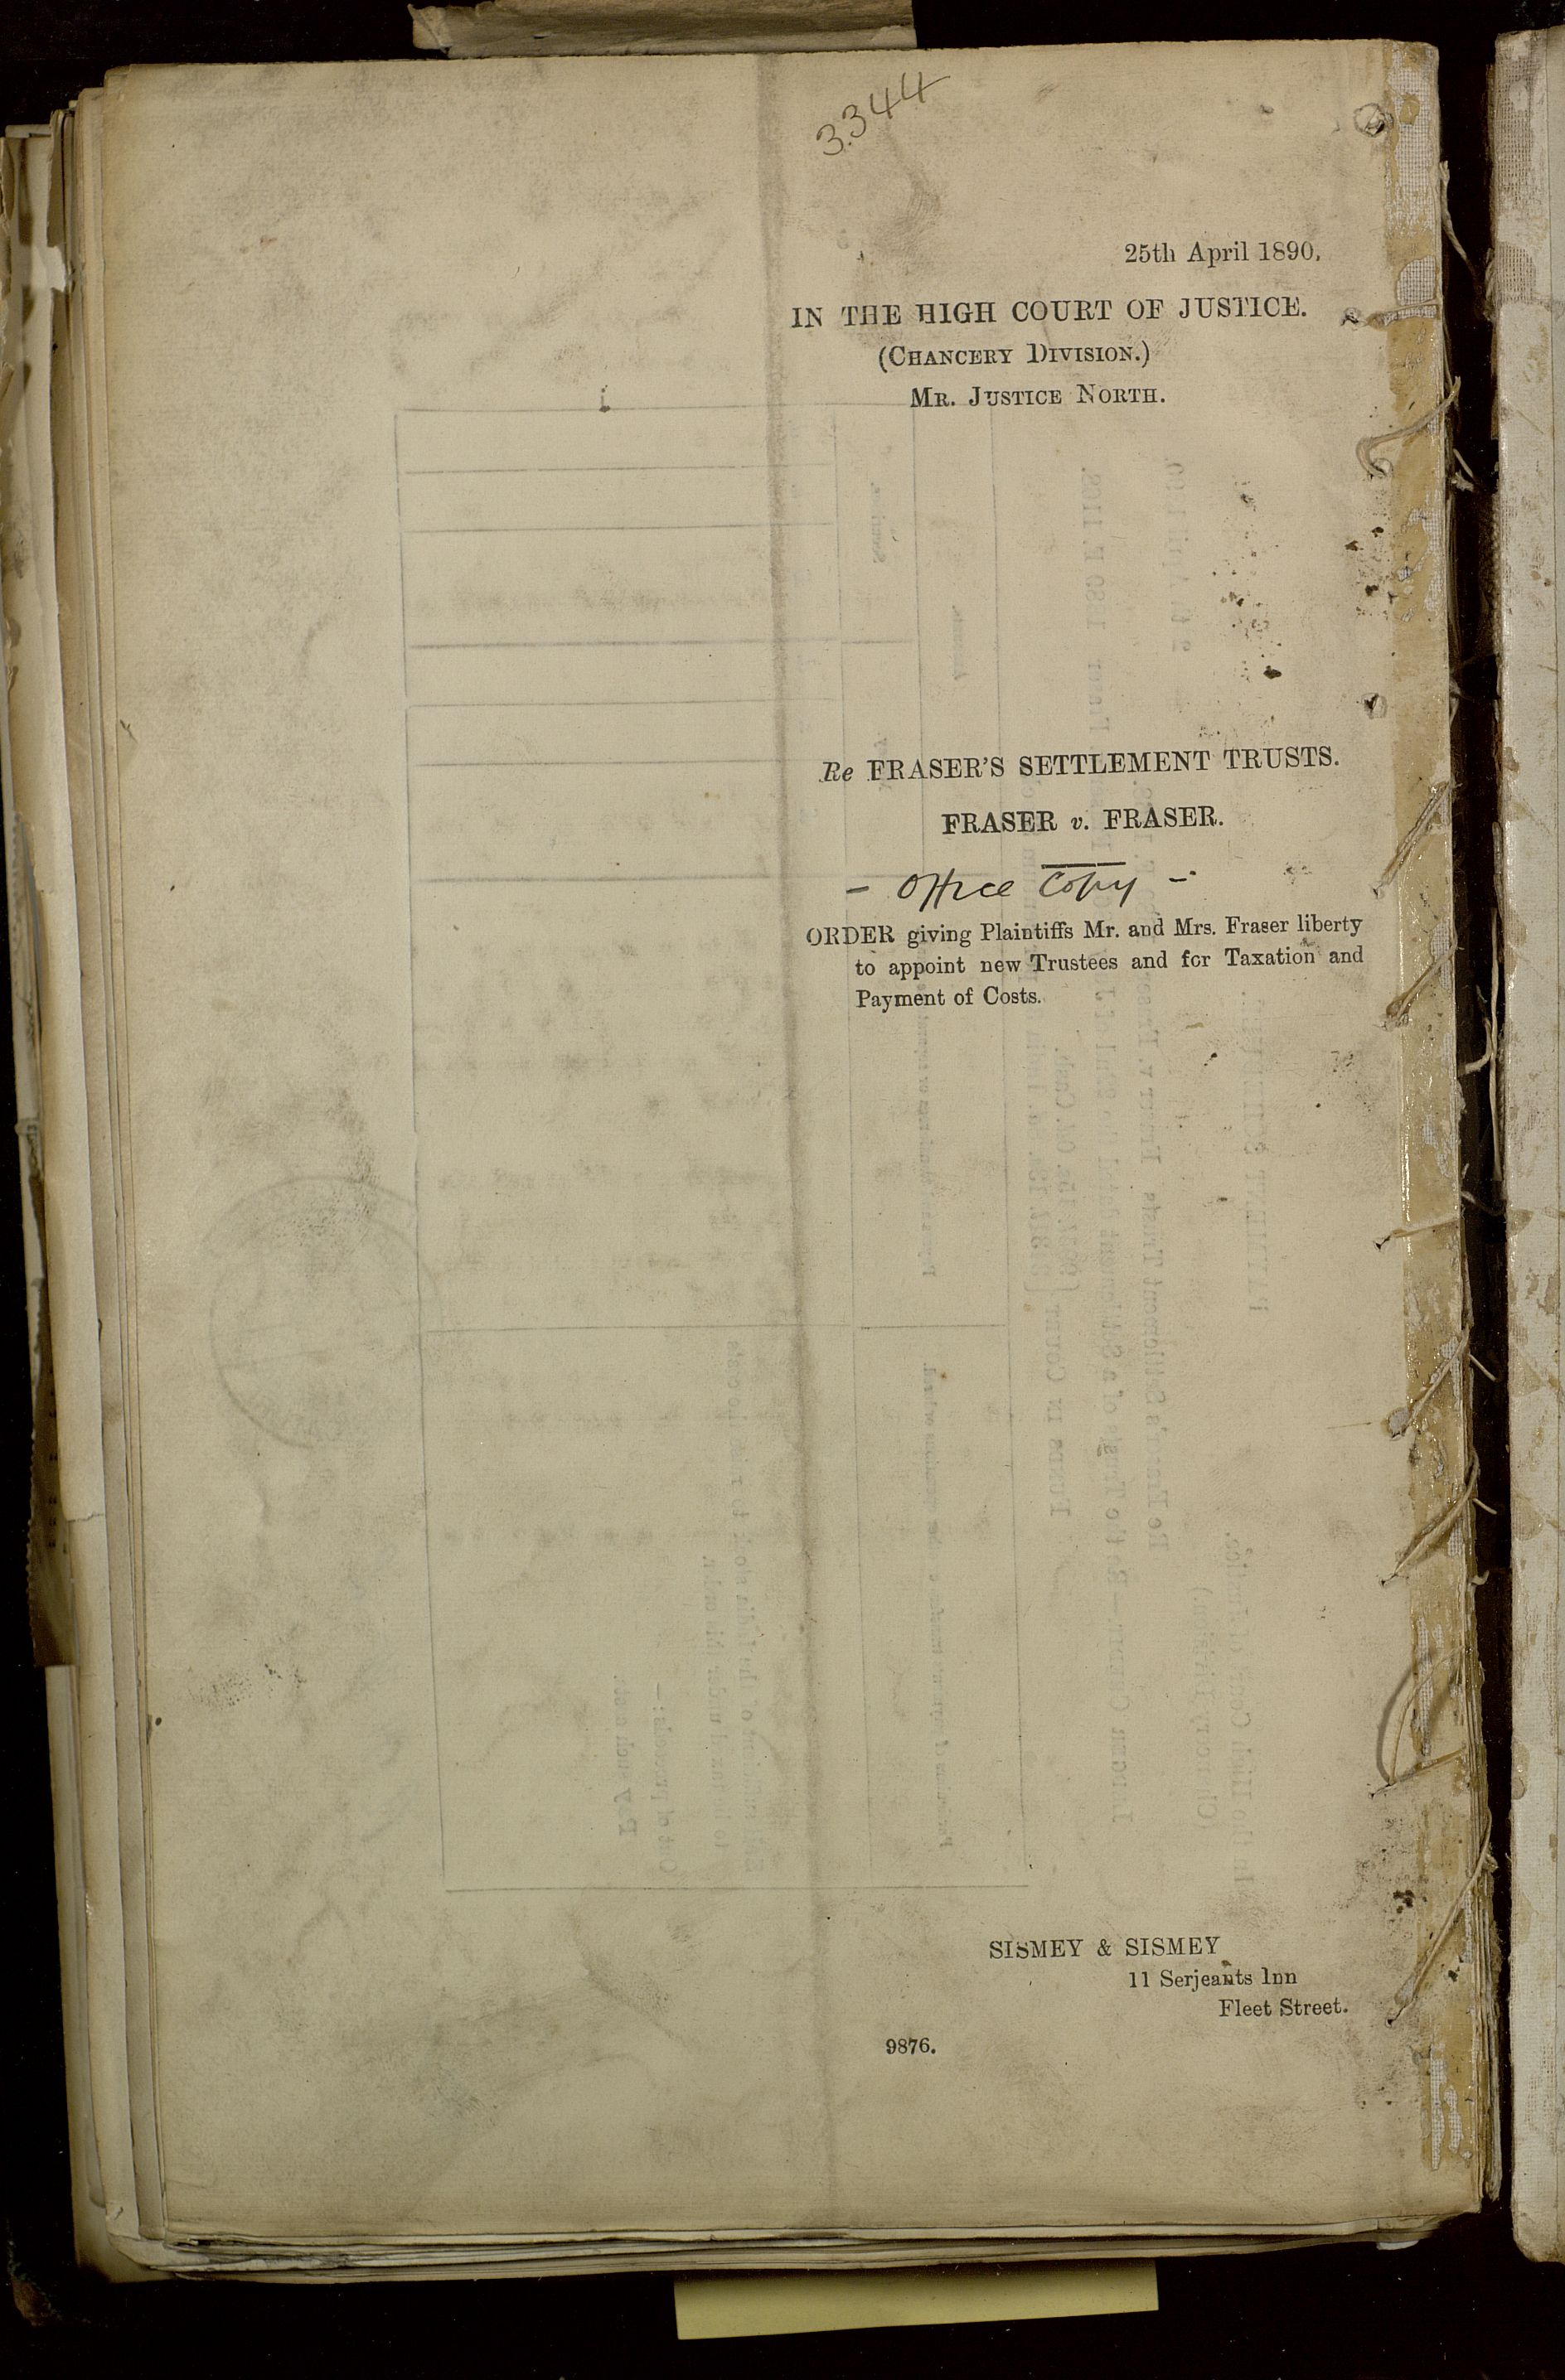 3344
25th April 1890.
IN THE HIGH COURT OF JUSTICE.
(CHANCERY DIVISION.)
MR. JUSTICE NORTH.
Re FRASER'S SETTLEMENT TRUSTS.
FRASER v. FRASER.
- Office Copy -
ORDER giving Plaintiffs Mr. and Mrs. Fraser liberty
to appoint new Trustees and for Taxation and
Payment of Costs.
SISMEY & SISMEY
11 Serjeants Inn
Fleet Street.
9876.